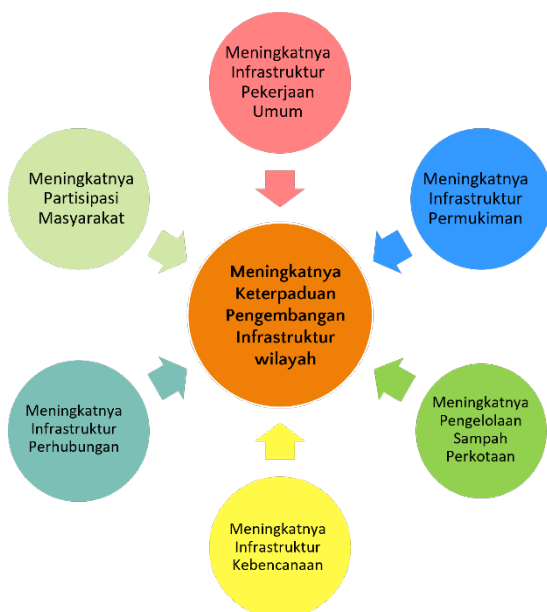 Meningkatnya
Infrastruktur
Pekerjaan
Umum
Meningkatnya
Partisipasi
Masyarakat
Meningkatnya
Infrastruktur
Permukiman
Meningkatnya
Keterpaduan
Pengembangan
Infrastruktur
wilayah
Meningkatnya
Infrastruktur
Perhubungan
Meningkatnya
Pengelolaan
Sampah
Perkotaan
Meningkatnya
Infrastruktur
Kebencanaan